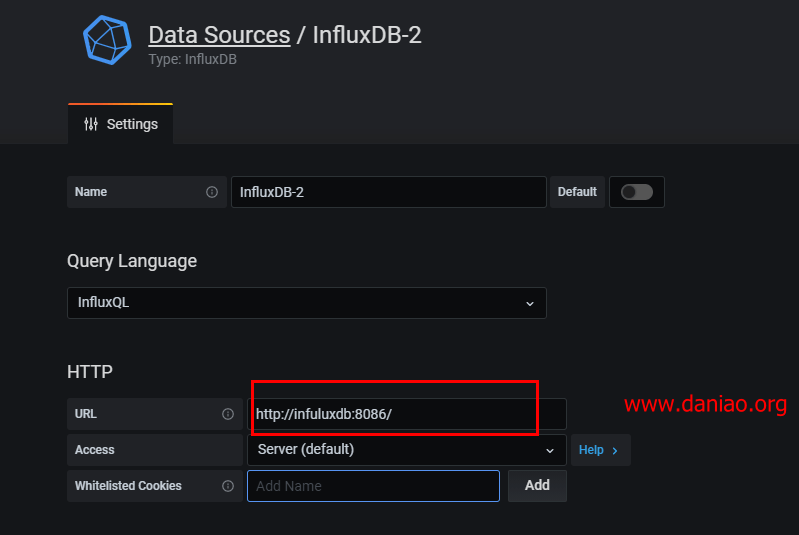 Data Sources / InfluxDB-2
Type: InfluxDB
Settings
Name InfluxDB-2 Default
Query Language
InfluxQL
HTTP
URL http://infuluxdb:8086/
www.daniao.org
Access Server (default) Help >
Whitelisted Cookies Add Name Add